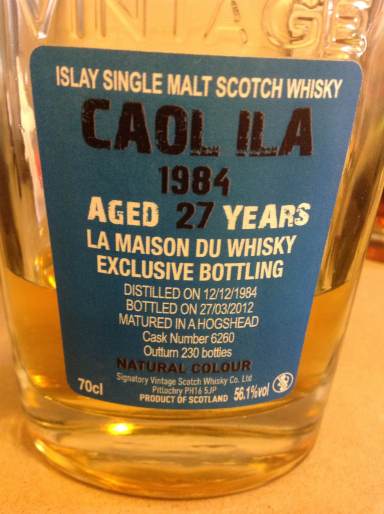 VINTAGE
ISLAY SINGLE MALT SCOTCH WHISKY
CAOL ILA
1984
AGED 27 YEARS
LA MAISON DU WHISKY
EXCLUSIVE BOTTLING
DISTILLED ON 12/12/1984
BOTTLED ON 27/03/2012
MATURED IN A HOGSHEAD
Cask Number 6260
Outturn 230 bottles
NATURAL COLOUR
70cl Signatory Vintage Scotch Whisky Co. Ltd 56.1%vol
Pitlochry PH16 5JP
PRODUCT OF SCOTLAND